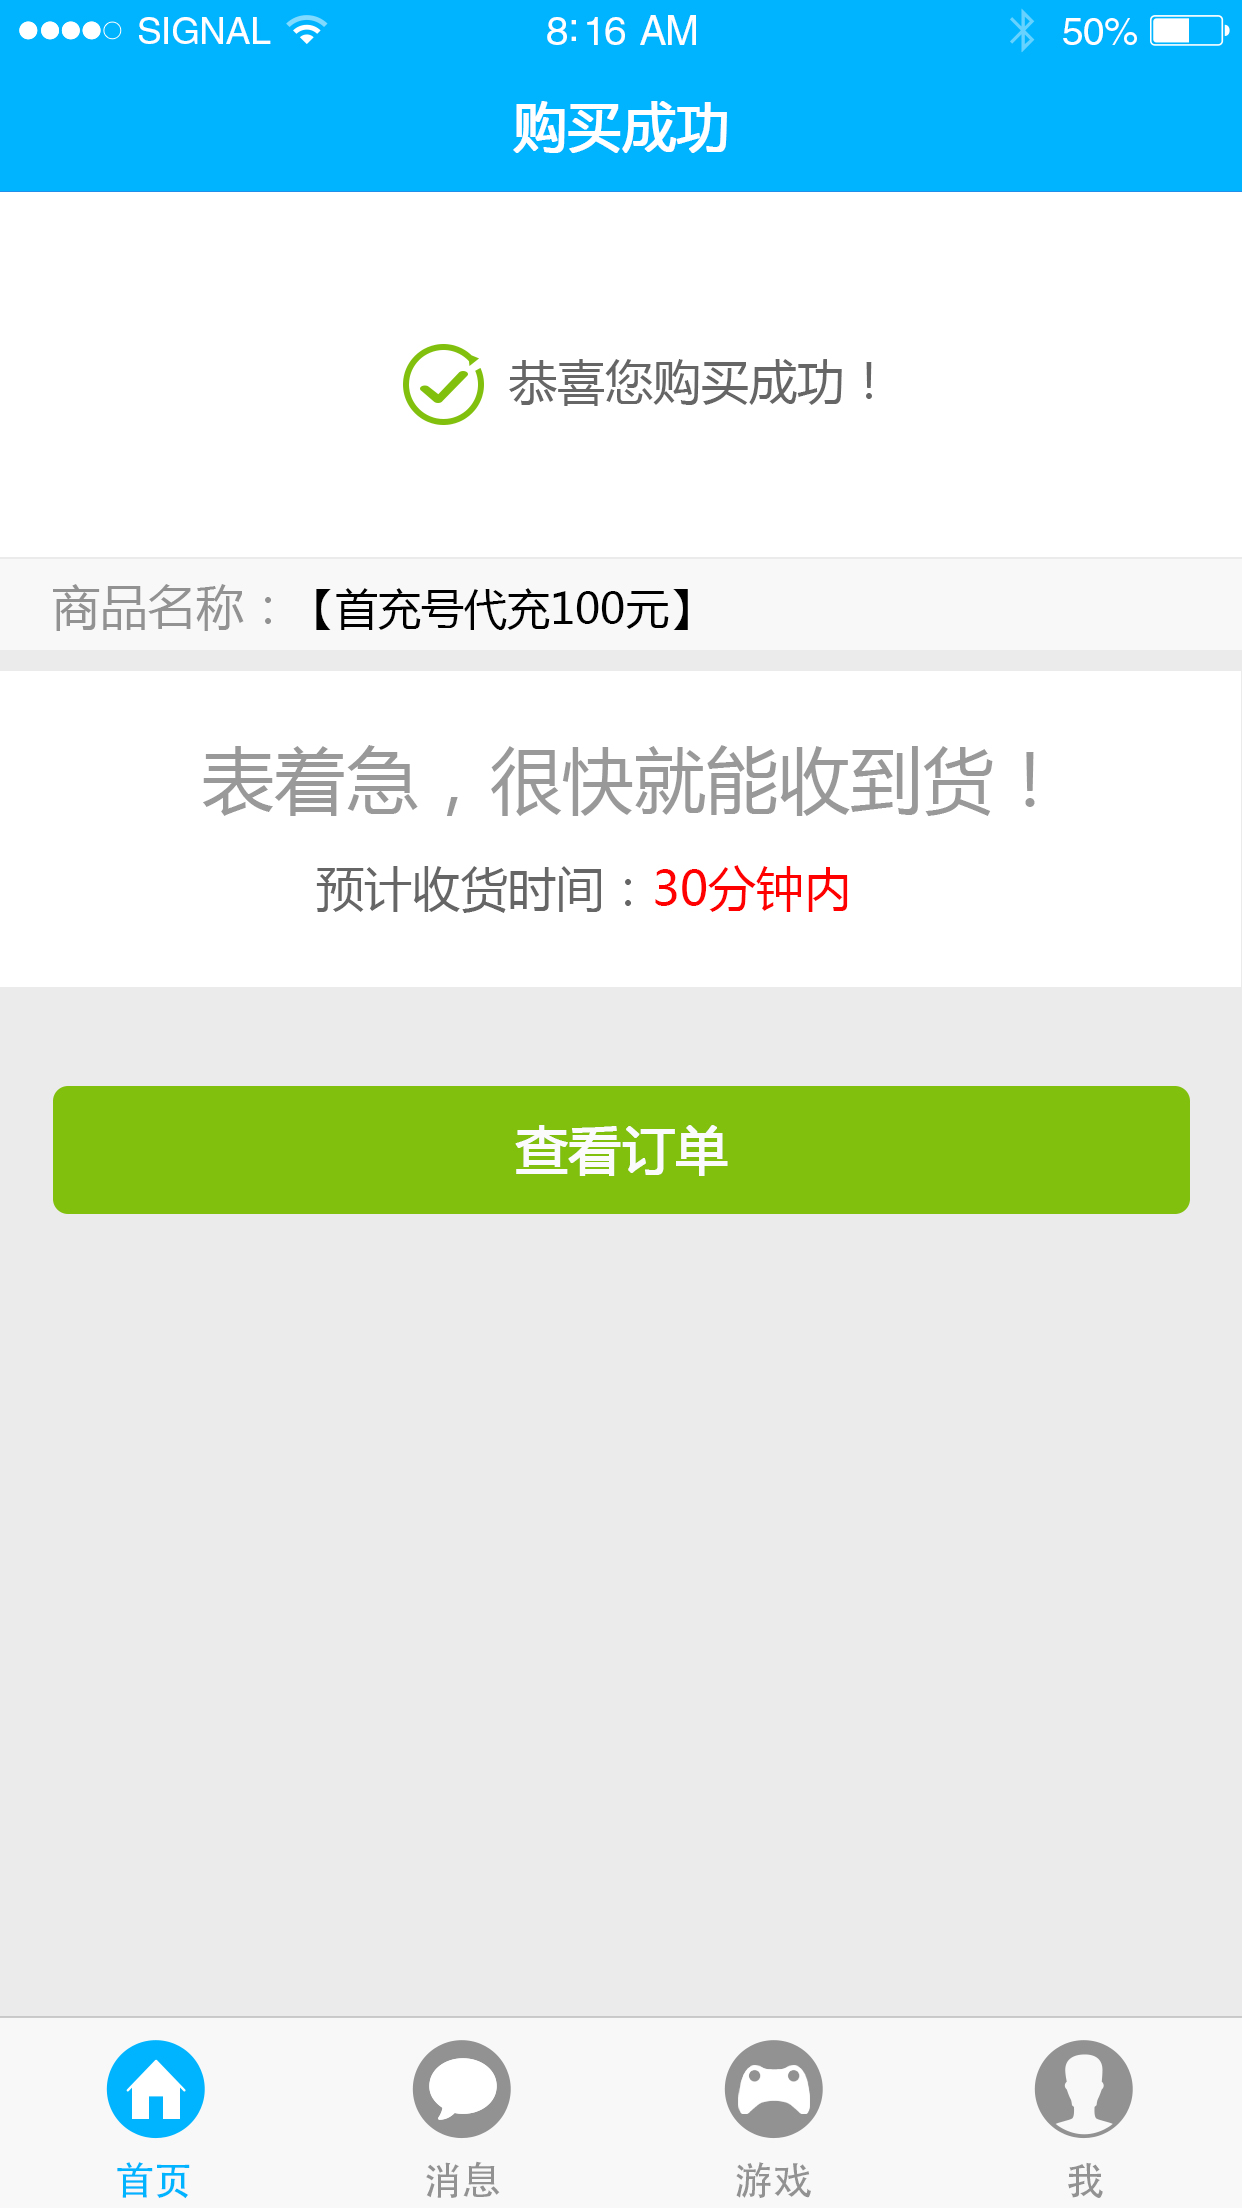 SIGNAL 8:16 AM 50%
购买成功
恭喜您购买成功！
商品名称：【首充号代充100元】
表着急，很快就能收到货！
预计收货时间：30分钟内
查看订单
首页 消息 游戏 我